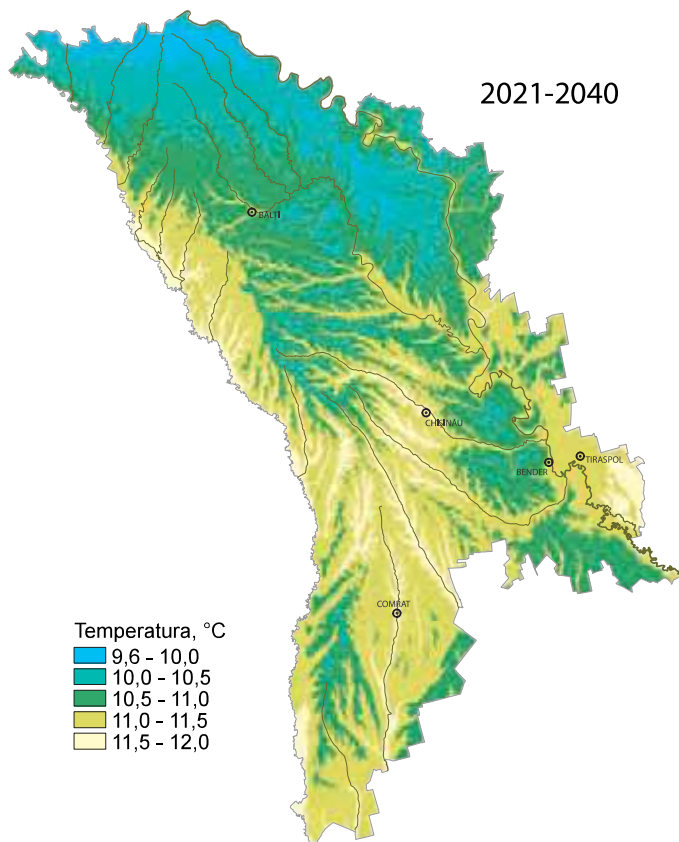 2021-2040
BĂLȚI
CHIȘINĂU
TIRASPOL
BENDER
COMRAT
Temperatura, °C
9,6 - 10,0
10,0 - 10,5
10,5 - 11,0
11,0 - 11,5
11,5 - 12,0